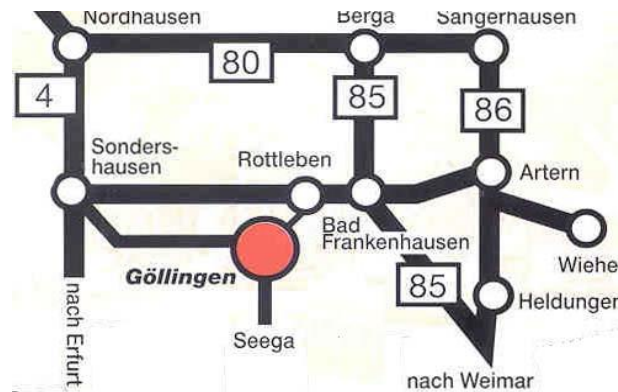 Nordhausen
Berga
Sangerhausen
80
4
85
86
Sonders-
hausen
Rottleben
Artern
Bad
Frankenhausen
Göllingen
Wiehe
85
Heldungen
Seega
nach Erfurt
nach Weimar